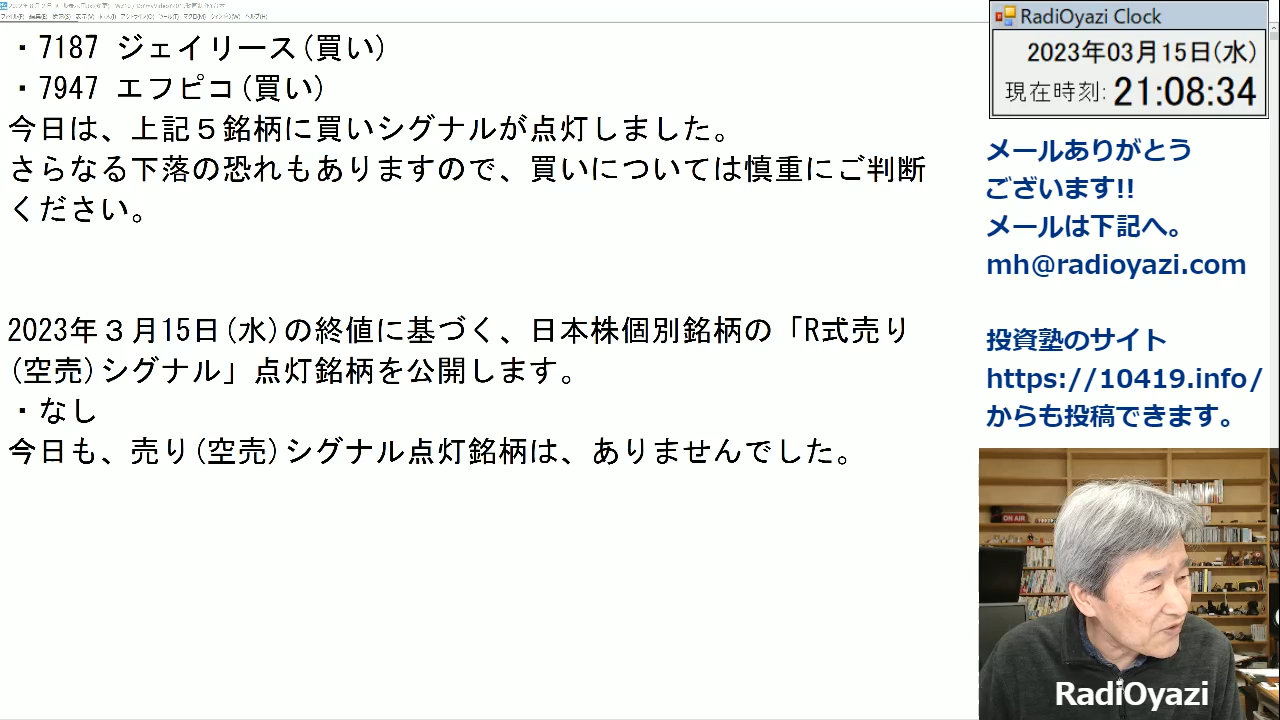 ・7187 ジェイリース(買い)
・7947 エフピコ(買い)
今日は、上記５銘柄に買いシグナルが点灯しました。
さらなる下落の恐れもありますので、買いについては慎重にご判断
ください。
2023年３月15日(水)の終値に基づく、日本株個別銘柄の「R式売り
(空売)シグナル」点灯銘柄を公開します。
・なし
今日も、売り(空売)シグナル点灯銘柄は、ありませんでした。
RadiOyazi Clock
2023年03月15日(水)
現在時刻: 21:08:34
メールありがとう
ございます!!
メールは下記へ。
mh@radioyazi.com
投資塾のサイト
https://10419.info/
からも投稿できます。
ON AIR
RadiOyazi